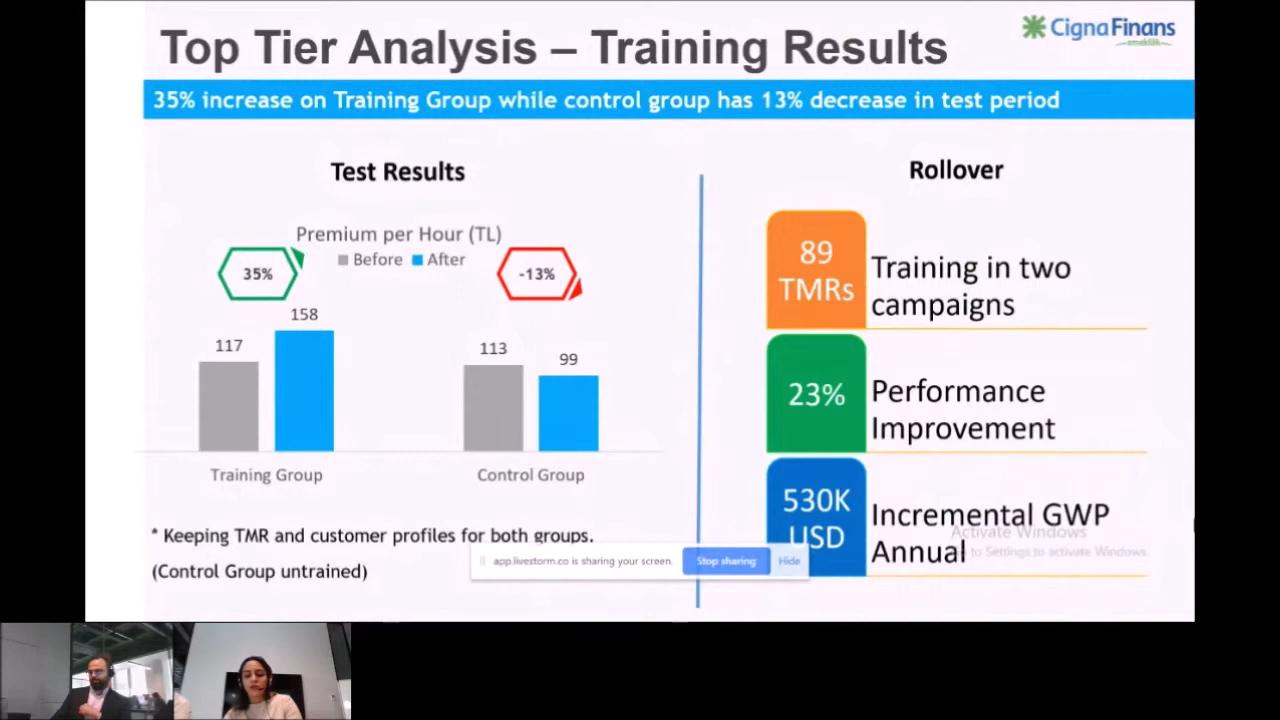 Top Tier Analysis – Training Results
CignaFinans
emeklilik
35% increase on Training Group while control group has 13% decrease in test period
Test Results
Premium per Hour (TL)
Before After
35%
-13%
117
158
113
99
Training Group
Control Group
* Keeping TMR and customer profiles for both groups.
(Control Group untrained)
Rollover
89
TMRs
Training in two
campaigns
23%
Performance
Improvement
530K
USD
Incremental GWP
Annual
Activate Windows
to Settings to activate Windows.
app.livestorm.co is sharing your screen.
Stop sharing
Hide